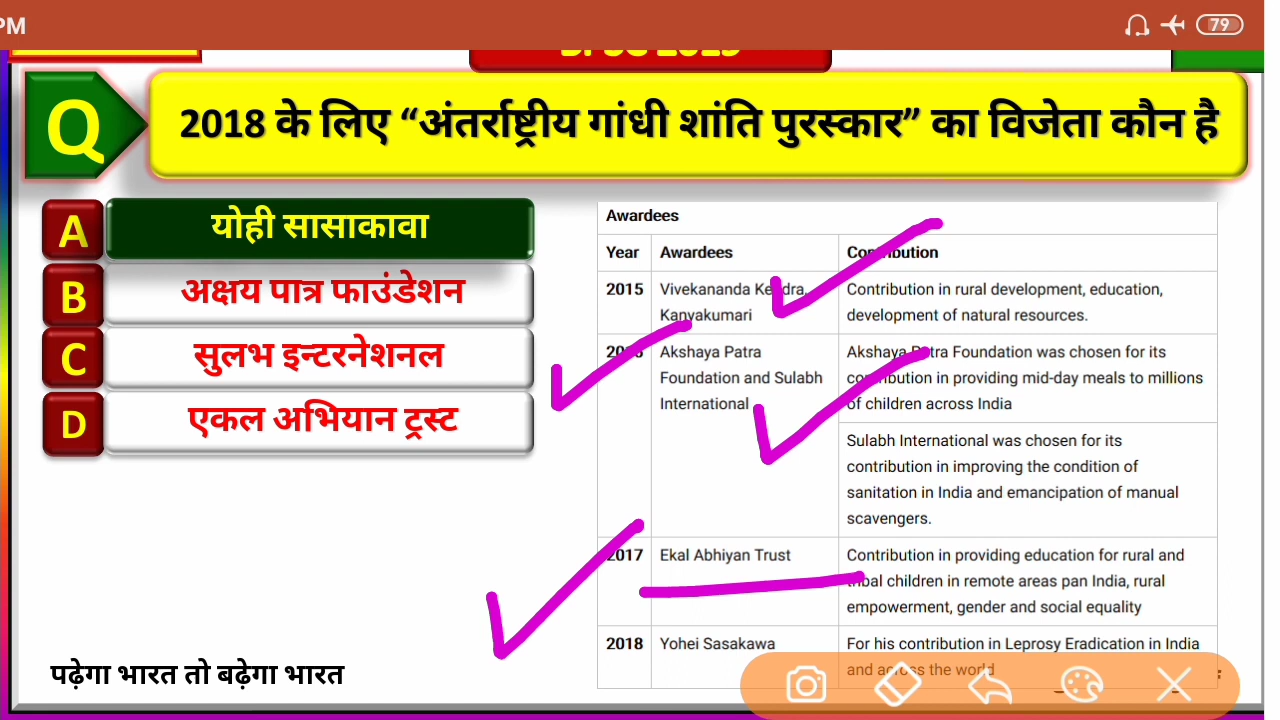 PM
79
Q
2018 के लिए “अंतर्राष्ट्रीय गांधी शांति पुरस्कार” का विजेता कौन है
A
योही सासाकावा
B
अक्षय पात्र फाउंडेशन
C
सुलभ इन्टरनेशनल
D
एकल अभियान ट्रस्ट
Awardees
Year Awardees Contribution
2015 Vivekananda Kendra, Contribution in rural development, education,
Kanyakumari development of natural resources.
2016 Akshaya Patra Akshaya Patra Foundation was chosen for its
Foundation and Sulabh contribution in providing mid-day meals to millions
International of children across India
Sulabh International was chosen for its
contribution in improving the condition of
sanitation in India and emancipation of manual
scavengers.
2017 Ekal Abhiyan Trust Contribution in providing education for rural and
tribal children in remote areas pan India, rural
empowerment, gender and social equality
2018 Yohei Sasakawa For his contribution in Leprosy Eradication in India
and across the world
पढ़ेगा भारत तो बढ़ेगा भारत